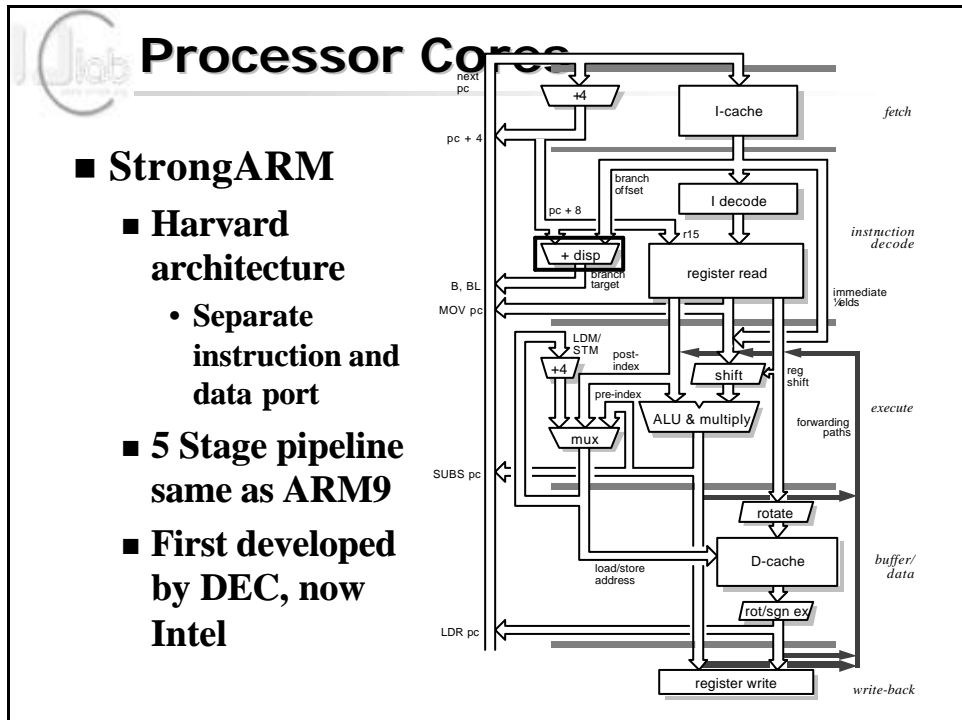 Processor Cores
■ StrongARM
■ Harvard
architecture
• Separate
instruction and
data port
■ 5 Stage pipeline
same as ARM9
■ First developed
by DEC, now
Intel
next
pc
+4
I-cache
fetch
pc + 4
branch
offset
I decode
pc + 8
r15
instruction
decode
+ disp
register read
branch
target
B, BL
immediate
¼elds
MOV pc
LDM/
STM
post-
index
+4
shift
reg
shift
pre-index
execute
ALU & multiply
forwarding
paths
mux
SUBS pc
rotate
D-cache
buffer/
data
load/store
address
rot/sgn ex
LDR pc
register write
write-back